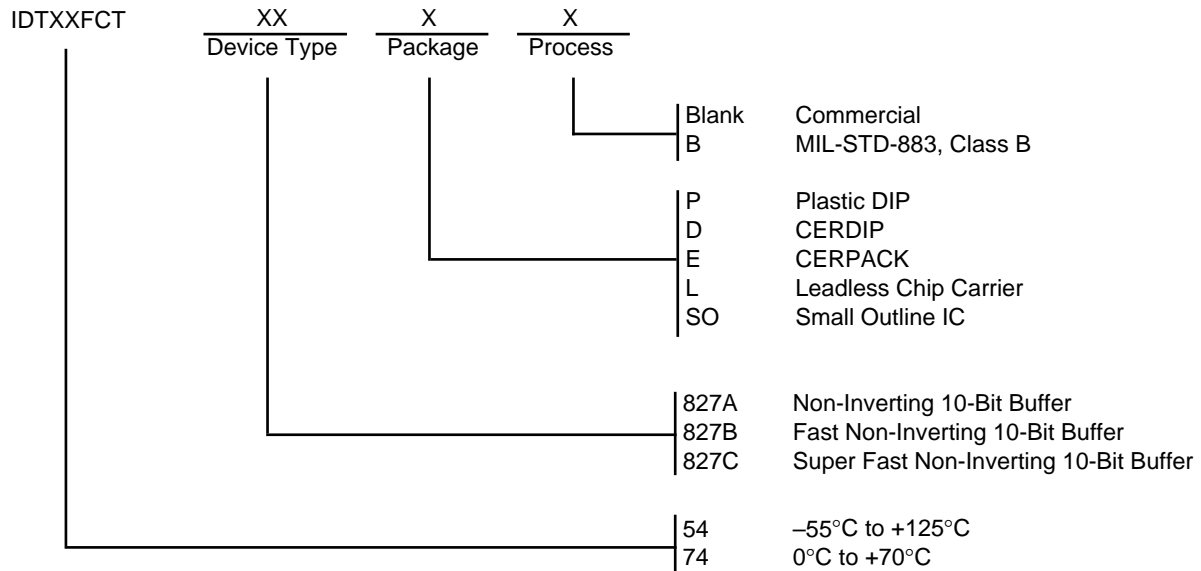 IDTXXFCT XX X X
Device Type Package Process
Blank Commercial
B MIL-STD-883, Class B
P Plastic DIP
D CERDIP
E CERPACK
L Leadless Chip Carrier
SO Small Outline IC
827A Non-Inverting 10-Bit Buffer
827B Fast Non-Inverting 10-Bit Buffer
827C Super Fast Non-Inverting 10-Bit Buffer
54 –55°C to +125°C
74 0°C to +70°C